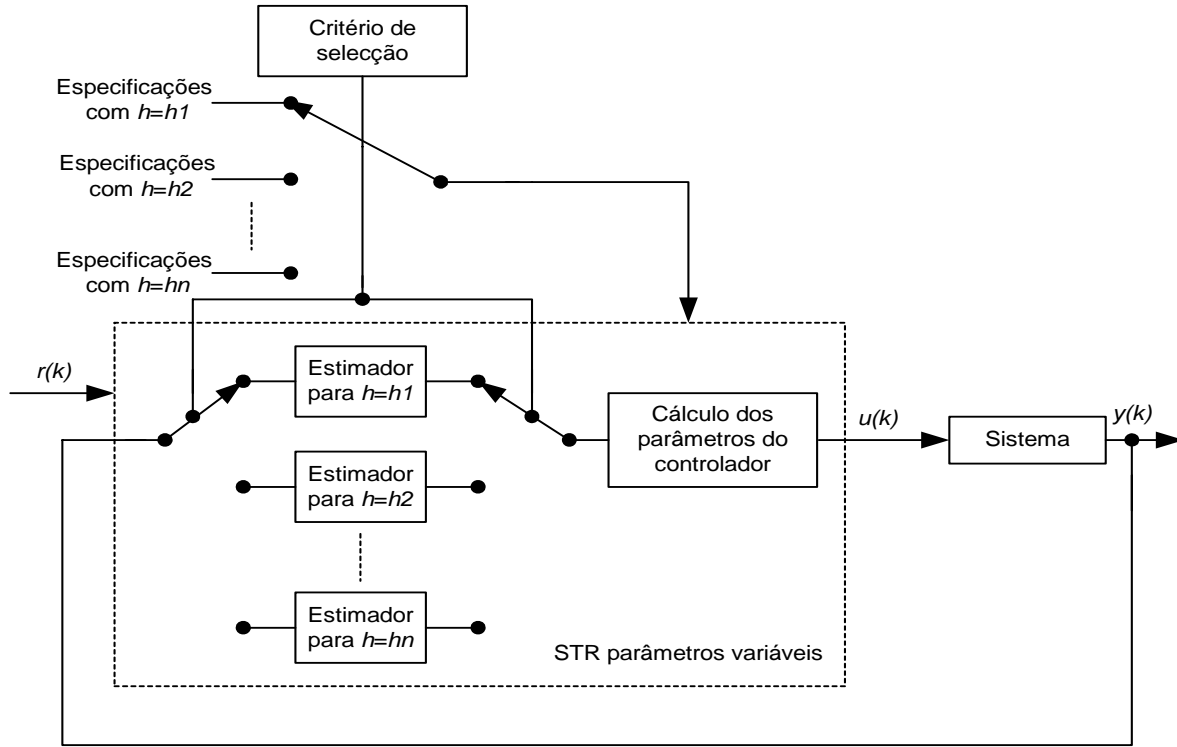 Critério de
selecção
Especificações
com h=h1
Especificações
com h=h2
Especificações
com h=hn
r(k)
Estimador
para h=h1
Cálculo dos
parâmetros do
controlador
u(k)
Sistema
y(k)
Estimador
para h=h2
Estimador
para h=hn
STR parâmetros variáveis